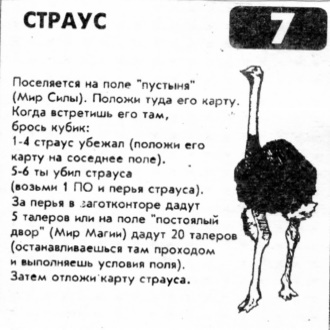 СТРАУС
7
Поселяется на поле "пустыня"
(Мир Силы). Положи туда его карту.
Когда встретишь его там,
брось кубик:
1-4 страус убежал (положи его
карту на соседнее поле).
5-6 ты убил страуса
(возьми 1 ПО и перья страуса).
За перья в заготконторе дадут
5 талеров или на поле "постоялый
двор" (Мир Магии) дадут 20 талеров
(останавливаешься там проходом
и выполняешь условия поля).
Затем отложи карту страуса.